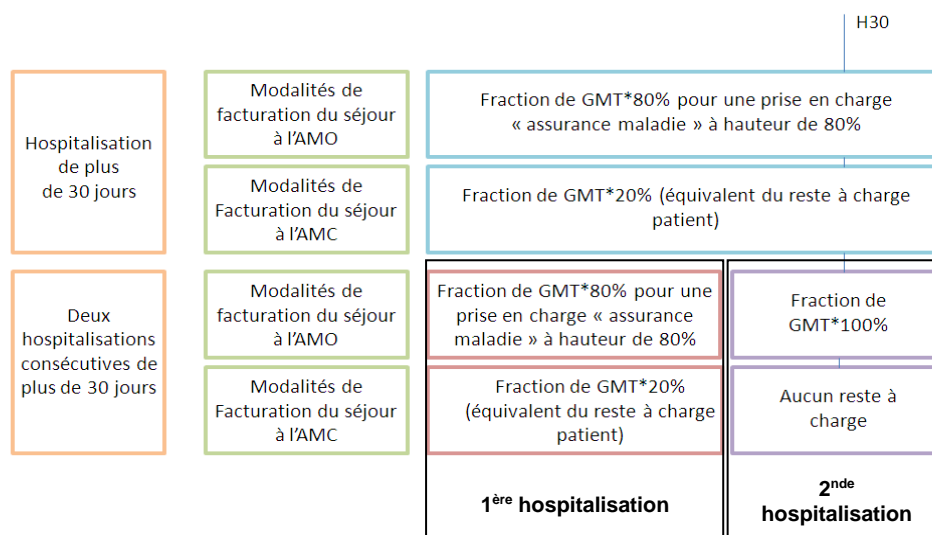 H30
Hospitalisation
de plus
de 30 jours
Modalités de
facturation du séjour
à l'AMO
Fraction de GMT*80% pour une prise en charge
« assurance maladie » à hauteur de 80%
Modalités de
Facturation du séjour
à l'AMC
Fraction de GMT*20% (équivalent du reste à charge
patient)
Deux
hospitalisations
consécutives de
plus de 30 jours
Modalités de
facturation du séjour
à l'AMO
Fraction de GMT*80% pour une
prise en charge « assurance
maladie » à hauteur de 80%
Fraction de
GMT*100%
Modalités de
Facturation du séjour
à l'AMC
Fraction de GMT*20%
(équivalent du reste à charge
patient)
Aucun reste à
charge
1ère hospitalisation
2nde
hospitalisation